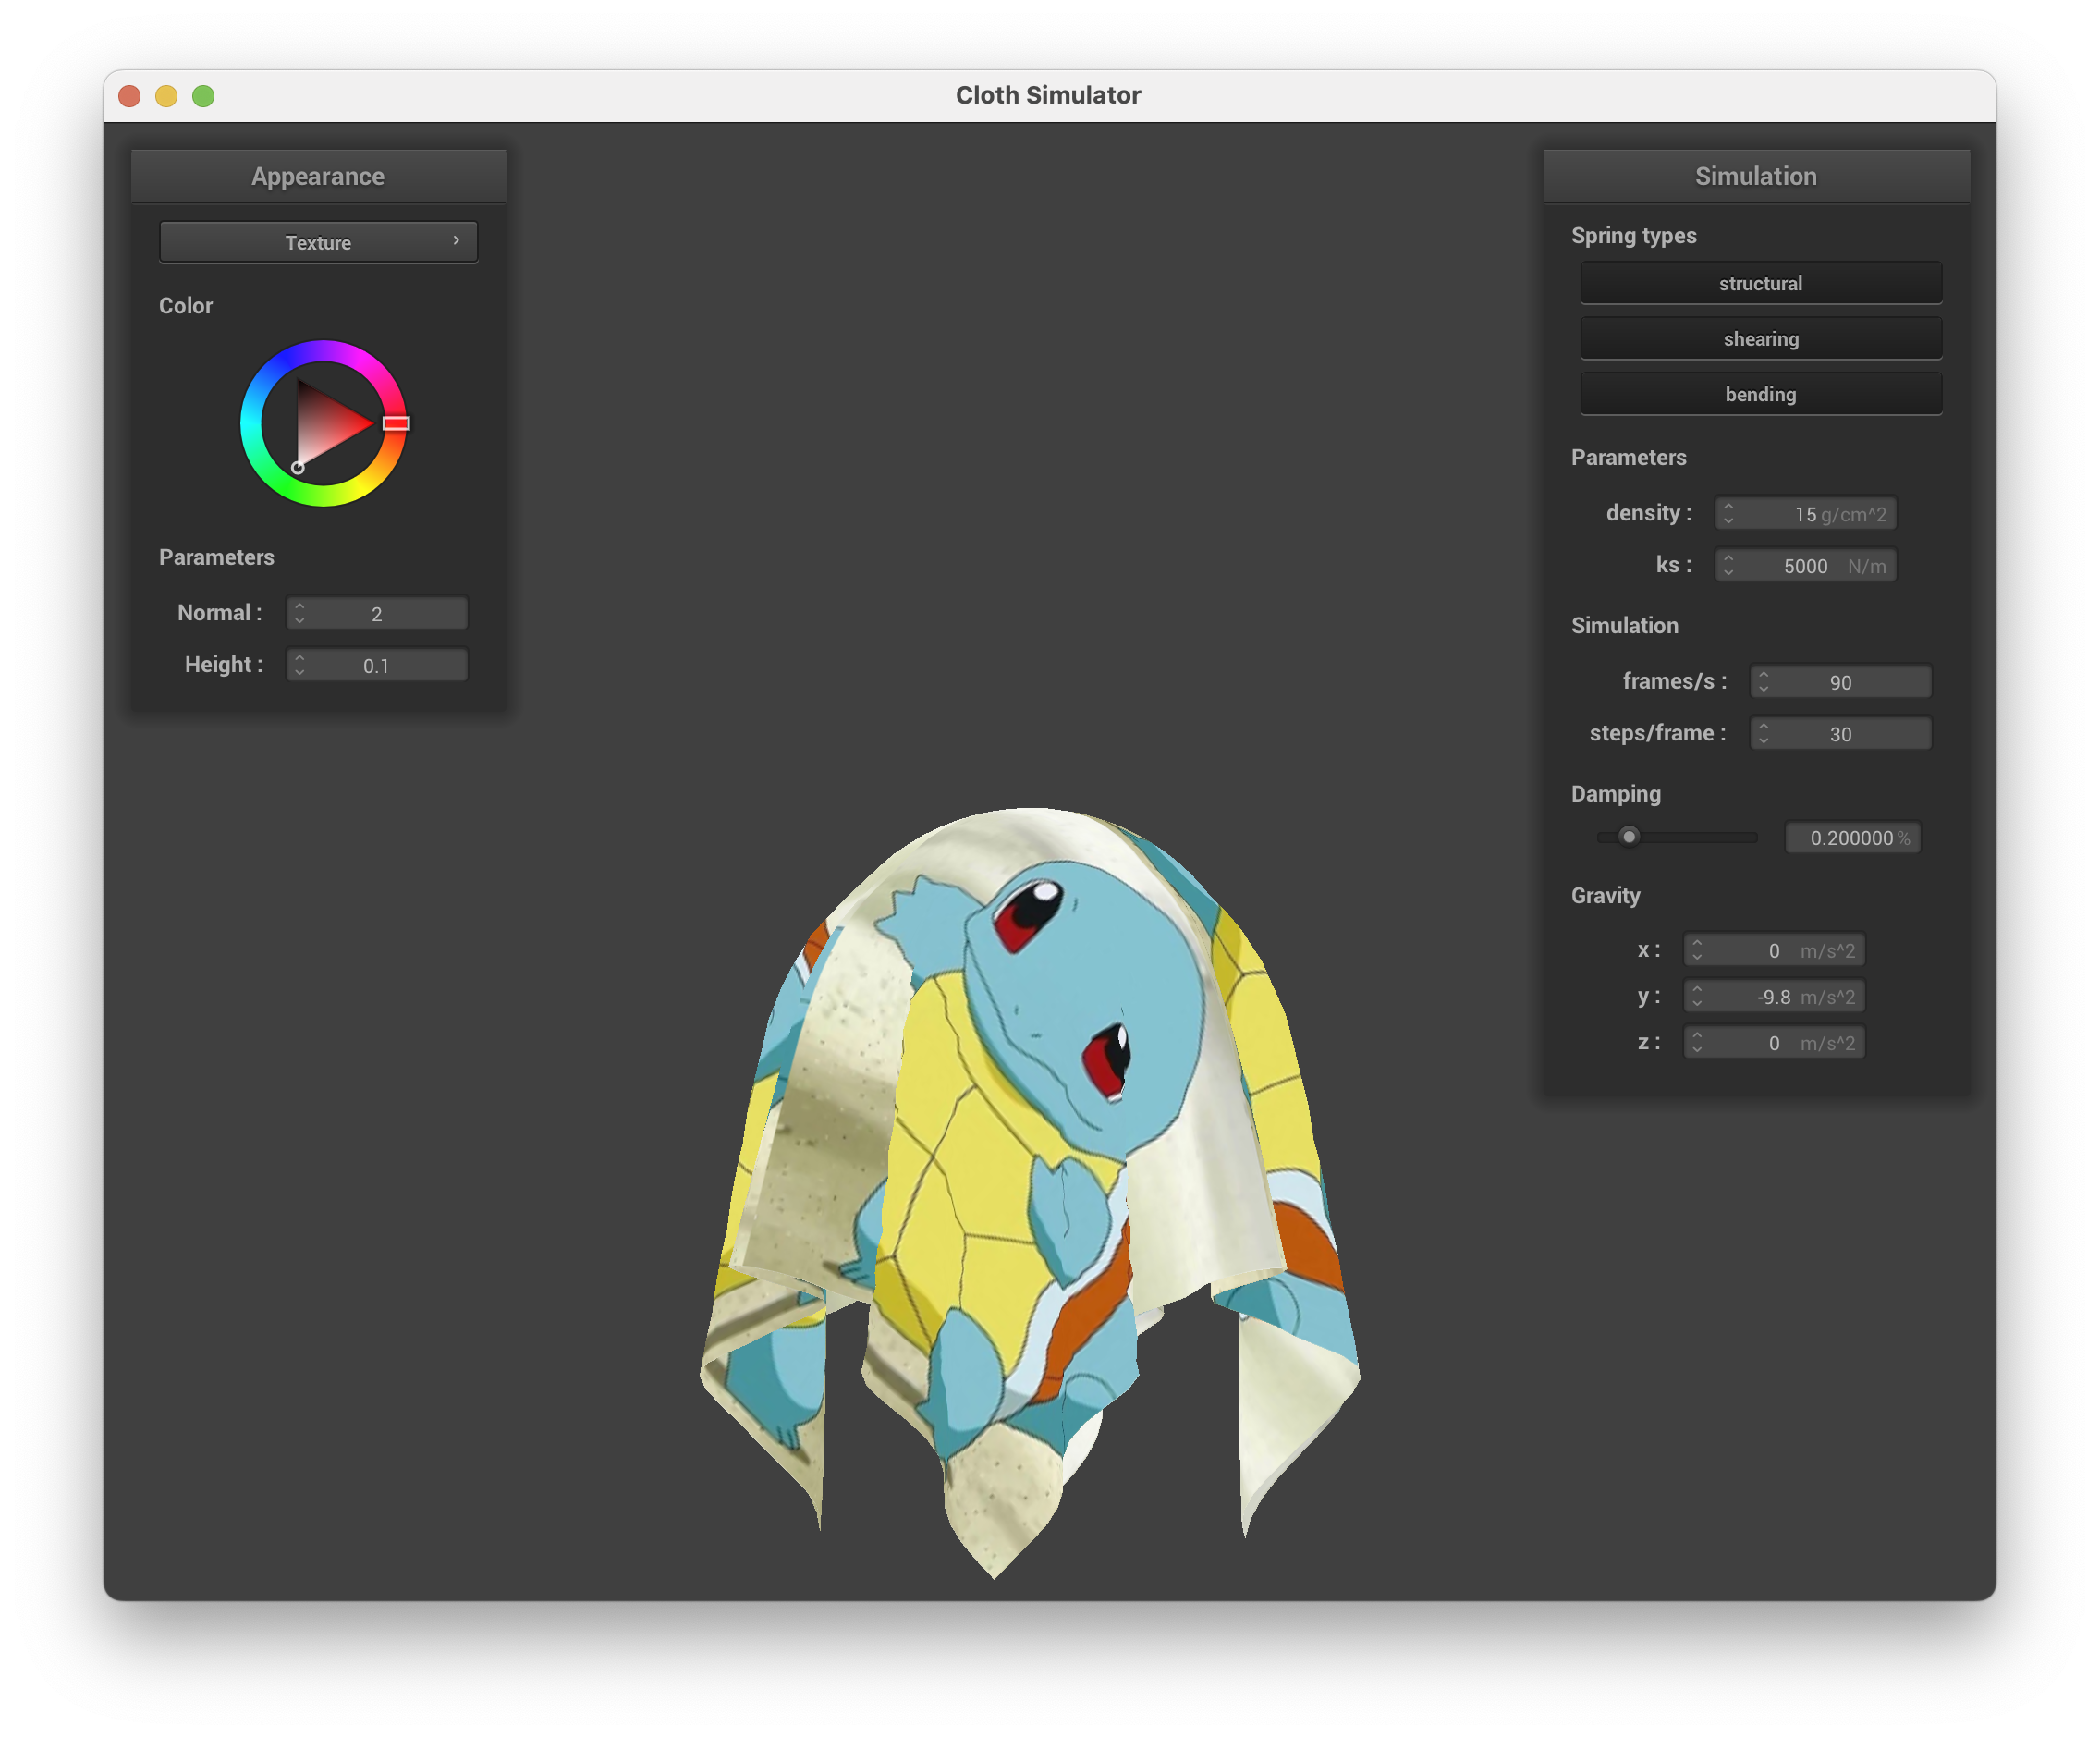 Cloth Simulator
Appearance
Texture
Color
Parameters
Normal : 2
Height : 0.1
Simulation
Spring types
structural
shearing
bending
Parameters
density : 15 g/cm^2
ks : 5000 N/m
Simulation
frames/s : 90
steps/frame : 30
Damping
0.200000 %
Gravity
x : 0 m/s^2
y : -9.8 m/s^2
z : 0 m/s^2